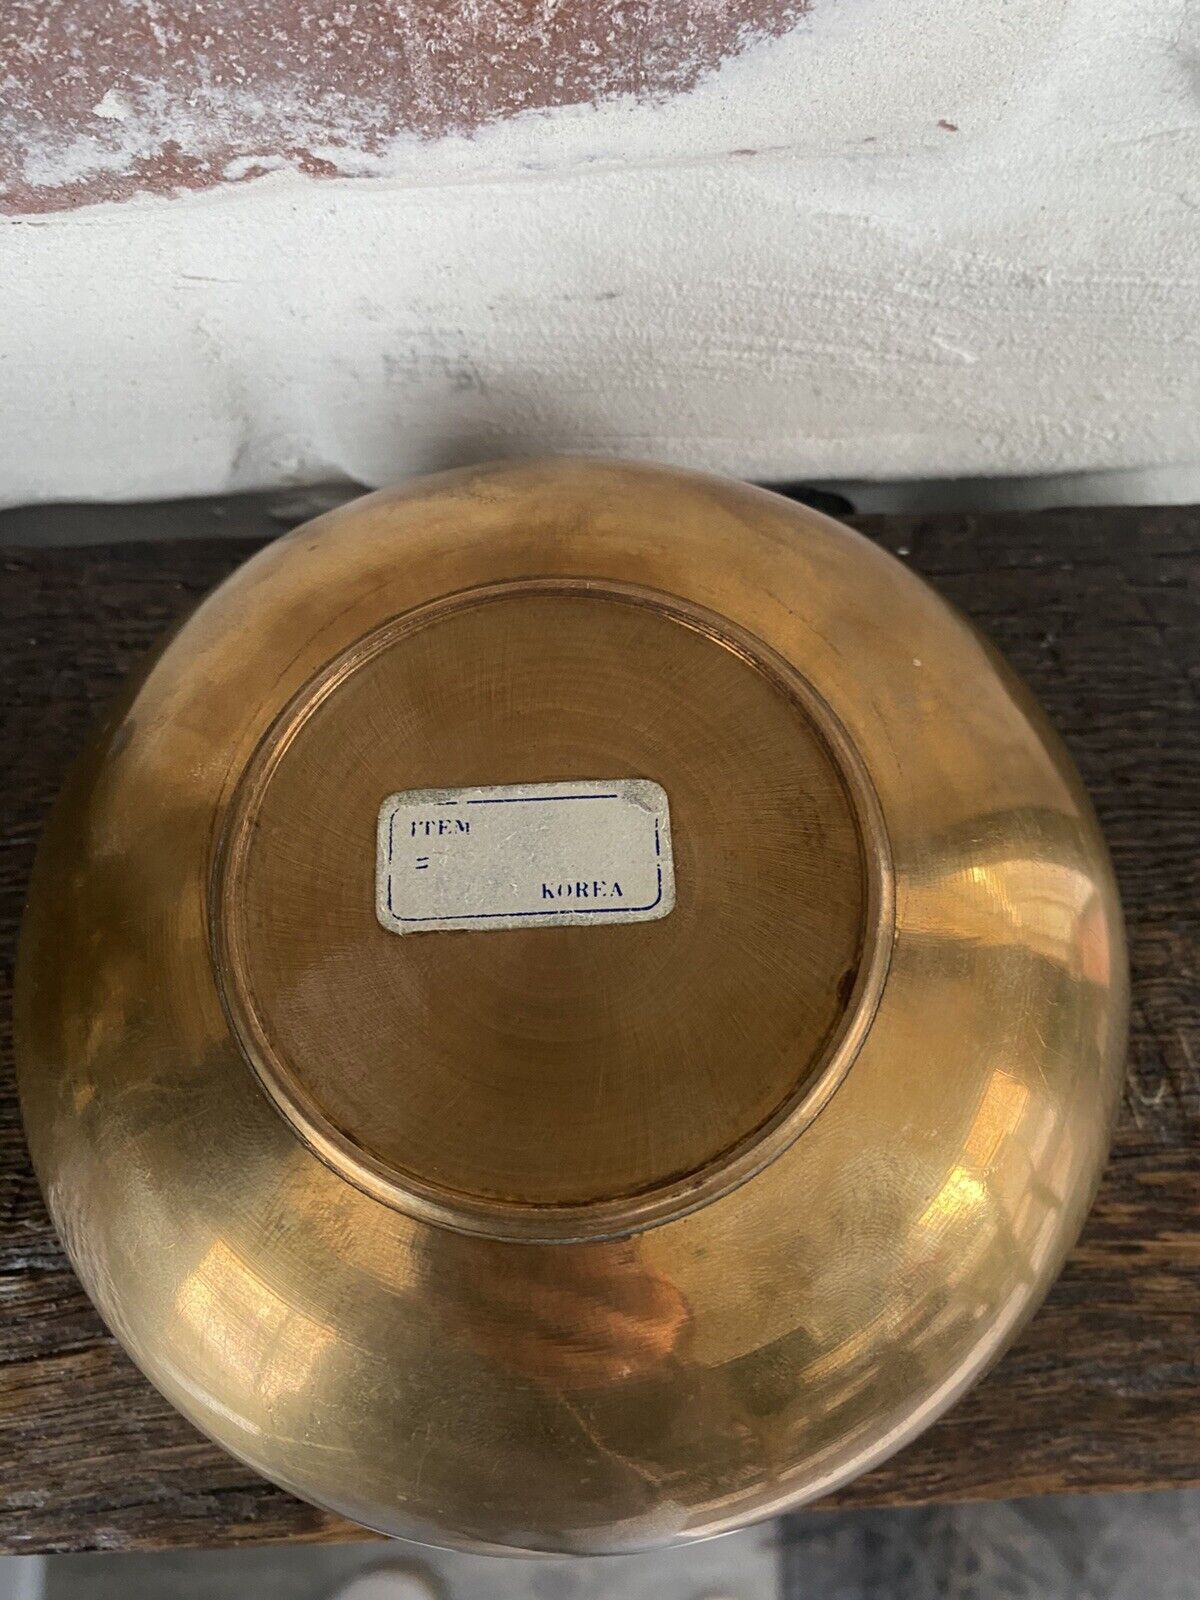 ITEM
=
KOREA